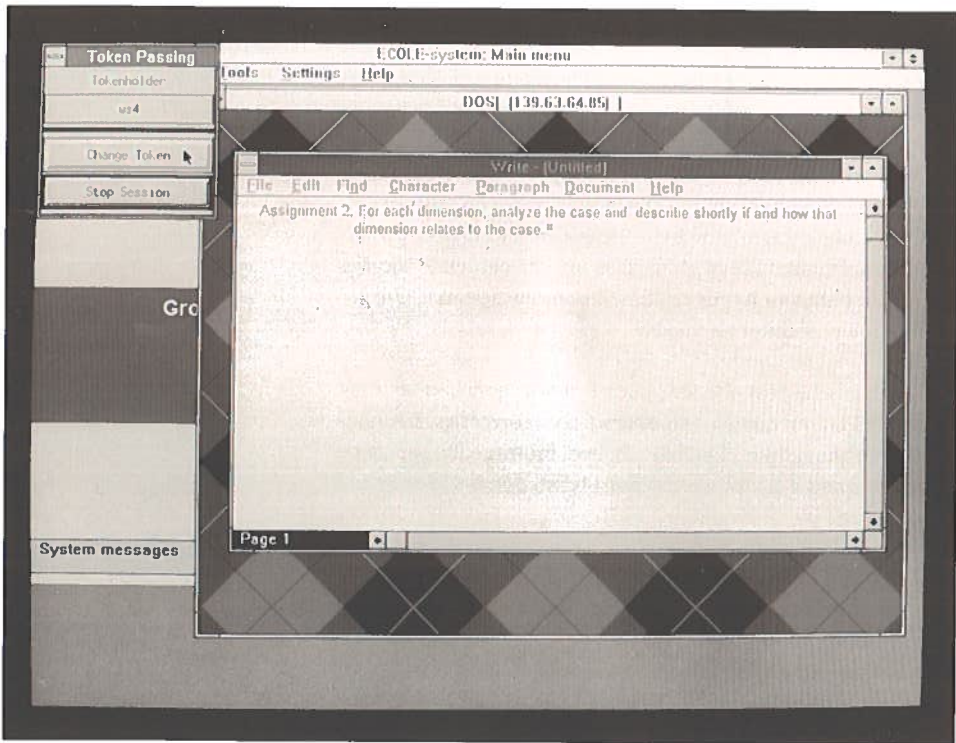 Token Passing
Tokenholder
ws4
Change Token
Stop Session
ECOLE-system: Main menu
Tools Settings Help
DOS[ [139.63.64.85] ]
Write - [Untitled]
File Edit Find Character Paragraph Document Help
Assignment 2. For each dimension, analyze the case and describe shortly if and how that
dimension relates to the case.
Gro
Page 1
System messages